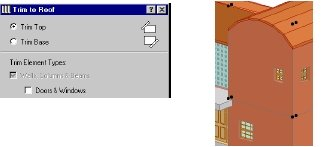 Trim to Roof
Trim Top
Trim Base
Trim Element Types:
Walls, Columns & Beams
Doors & Windows